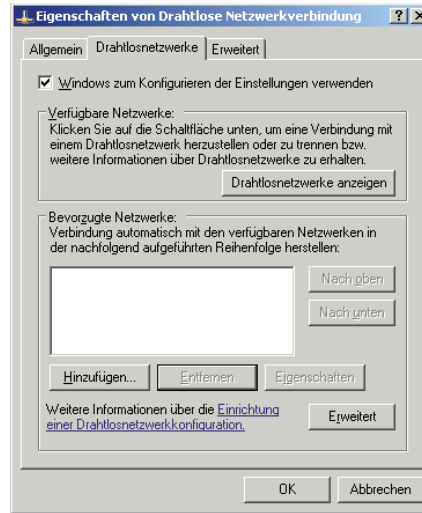 Eigenschaften von Drahtlose Netzwerkverbindung
Allgemein Drahtlosnetzwerke Erweitert
Windows zum Konfigurieren der Einstellungen verwenden
Verfügbare Netzwerke:
Klicken Sie auf die Schaltfläche unten, um eine Verbindung mit
einem Drahtlosnetzwerk herzustellen oder zu trennen bzw.
weitere Informationen über Drahtlosnetzwerke zu erhalten.
Drahtlosnetzwerke anzeigen
Bevorzugte Netzwerke:
Verbindung automatisch mit den verfügbaren Netzwerken in
der nachfolgend aufgeführten Reihenfolge herstellen:
Nach oben
Nach unten
Hinzufügen... Entfernen Eigenschaften
Weitere Informationen über die Einrichtung
einer Drahtlosnetzwerkkonfiguration.
Erweitert
OK Abbrechen